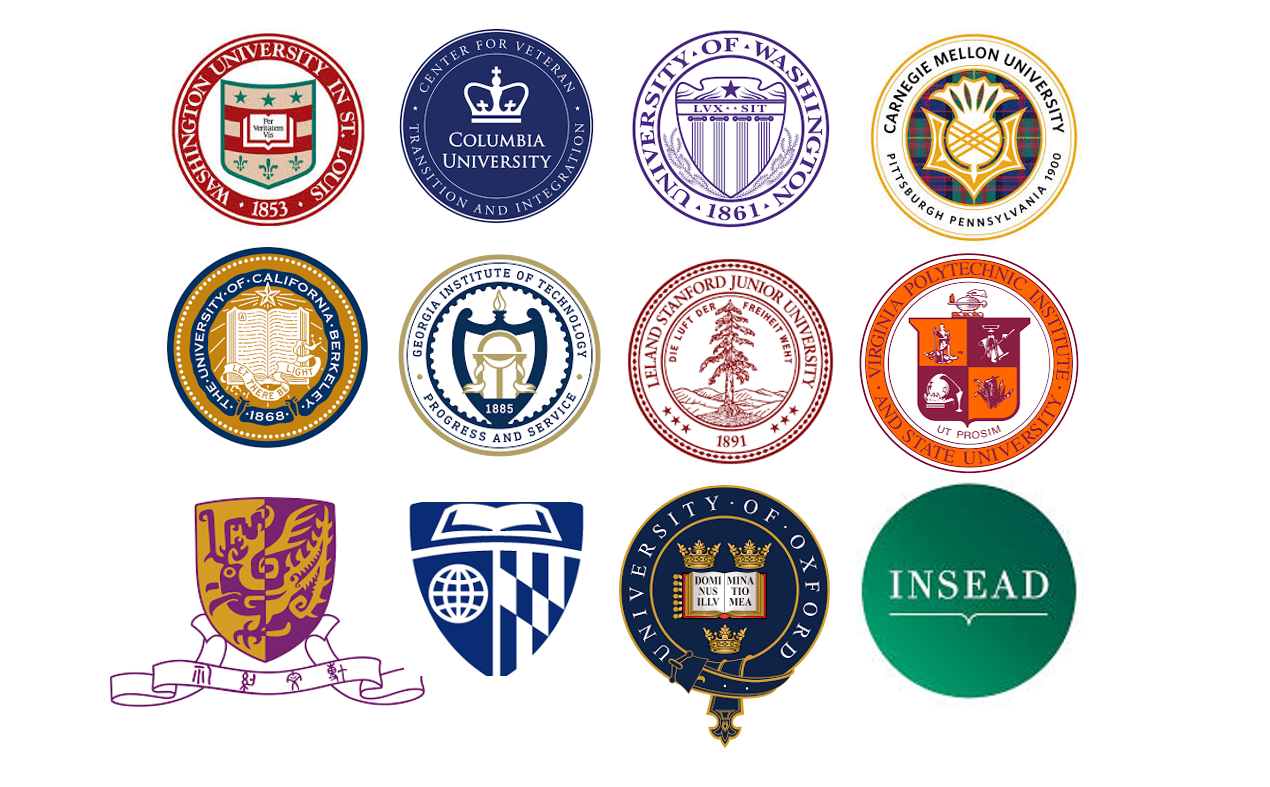 WASHINGTON UNIVERSITY IN ST. LOUIS
Per
Veritatem
Vis
· 1853 ·
CENTER FOR VETERAN
COLUMBIA
UNIVERSITY
TRANSITION AND INTEGRATION
UNIVERSITY · OF · WASHINGTON
LVX · · SIT
· 1861 ·
CARNEGIE MELLON UNIVERSITY
PITTSBURGH PENNSYLVANIA 1900
· THE · UNIVERSITY · OF · CALIFORNIA · BERKELEY ·
A
LET THERE BE LIGHT
· 1868 ·
GEORGIA INSTITUTE OF TECHNOLOGY
1885
PROGRESS AND SERVICE
LELAND STANFORD JUNIOR UNIVERSITY
DIE LUFT DER FREIHEIT WEHT
1891
VIRGINIA POLYTECHNIC INSTITUTE
UT PROSIM
AND STATE UNIVERSITY
UNIVERSITY · OF · OXFORD
DOMI
NUS
ILLV
MINA
TIO
MEA
INSEAD